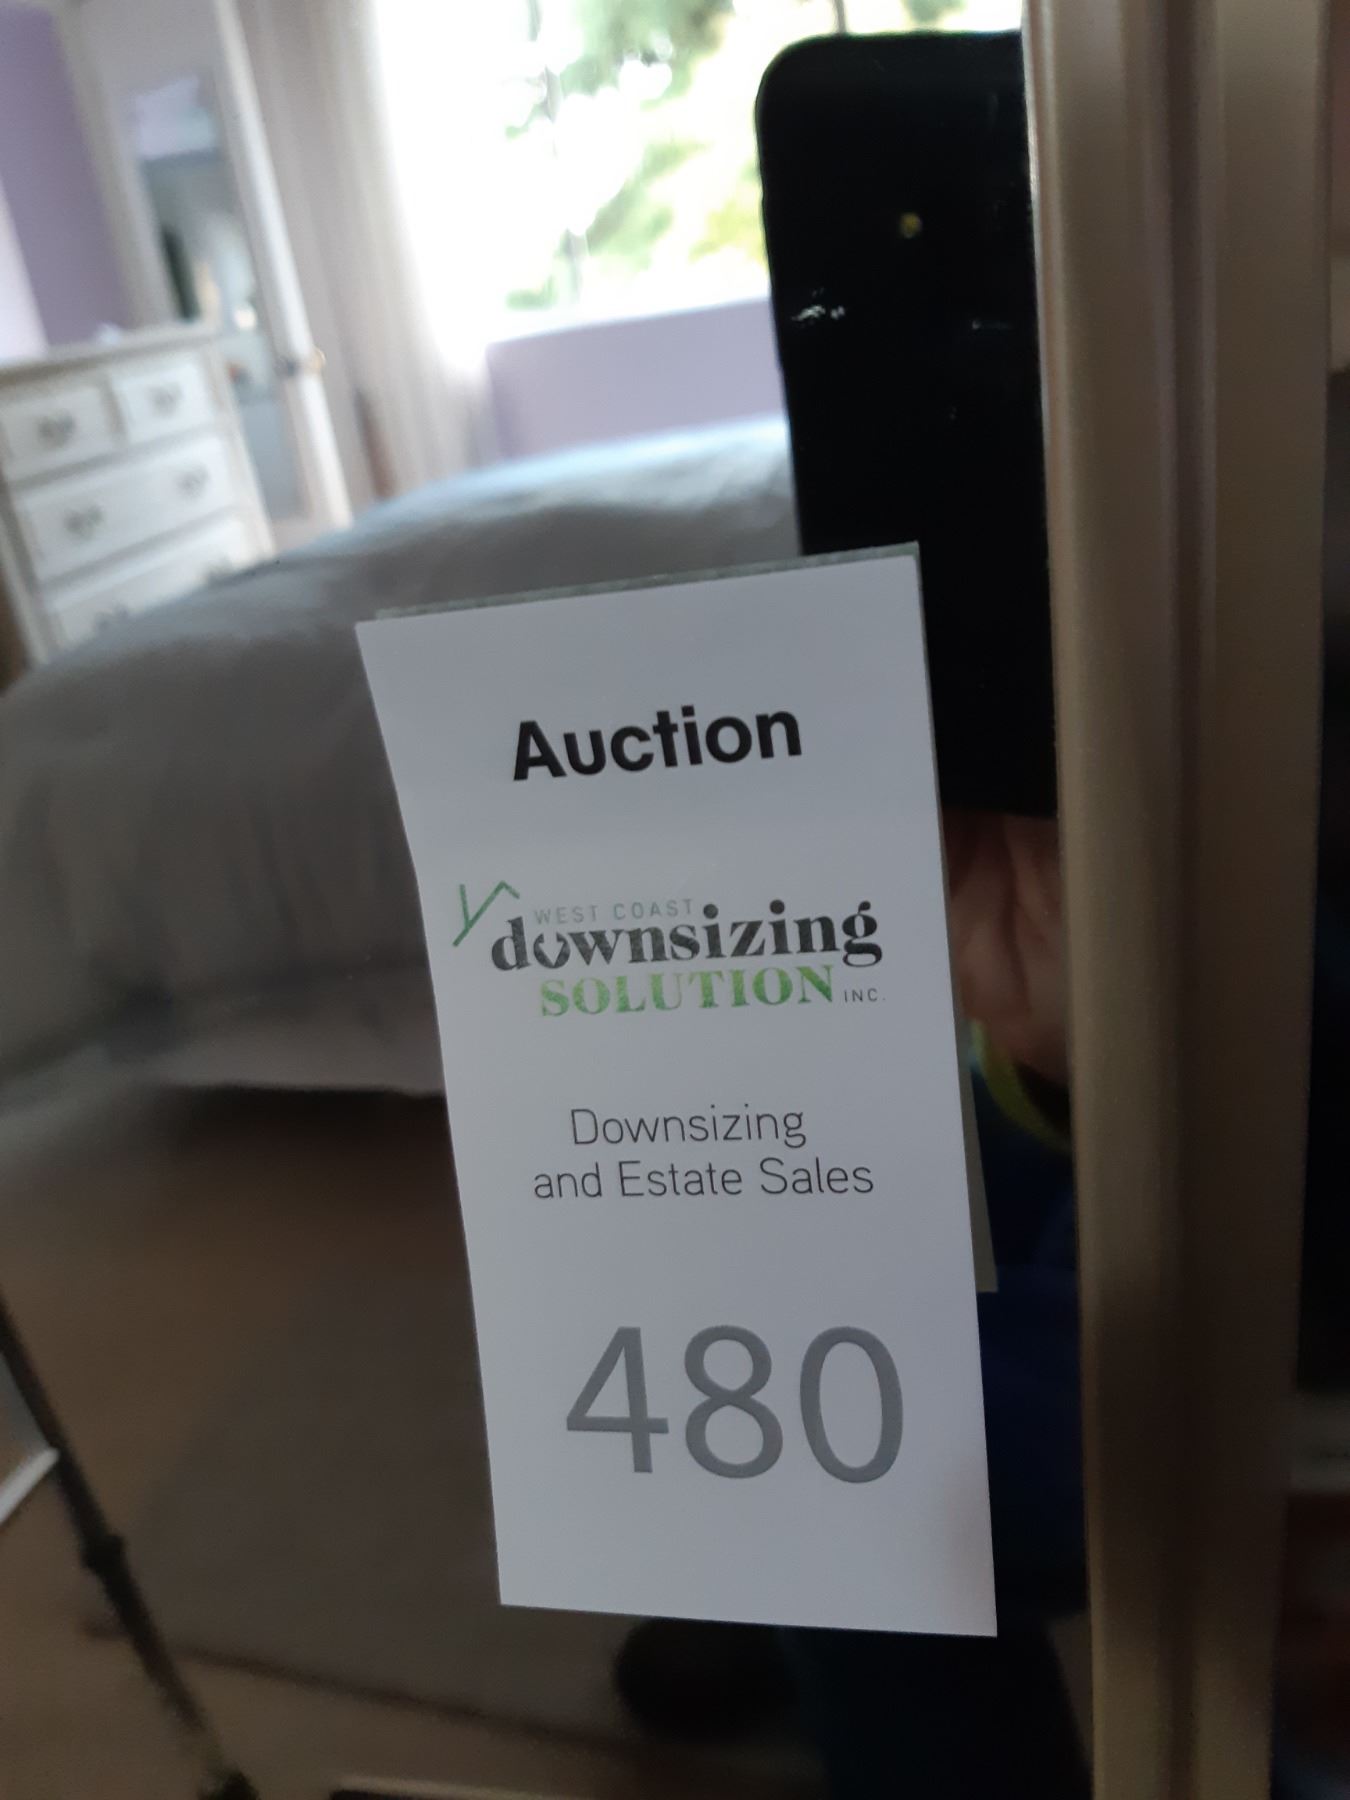 Auction
WEST COAST
downsizing
SOLUTION INC.
Downsizing
and Estate Sales
480